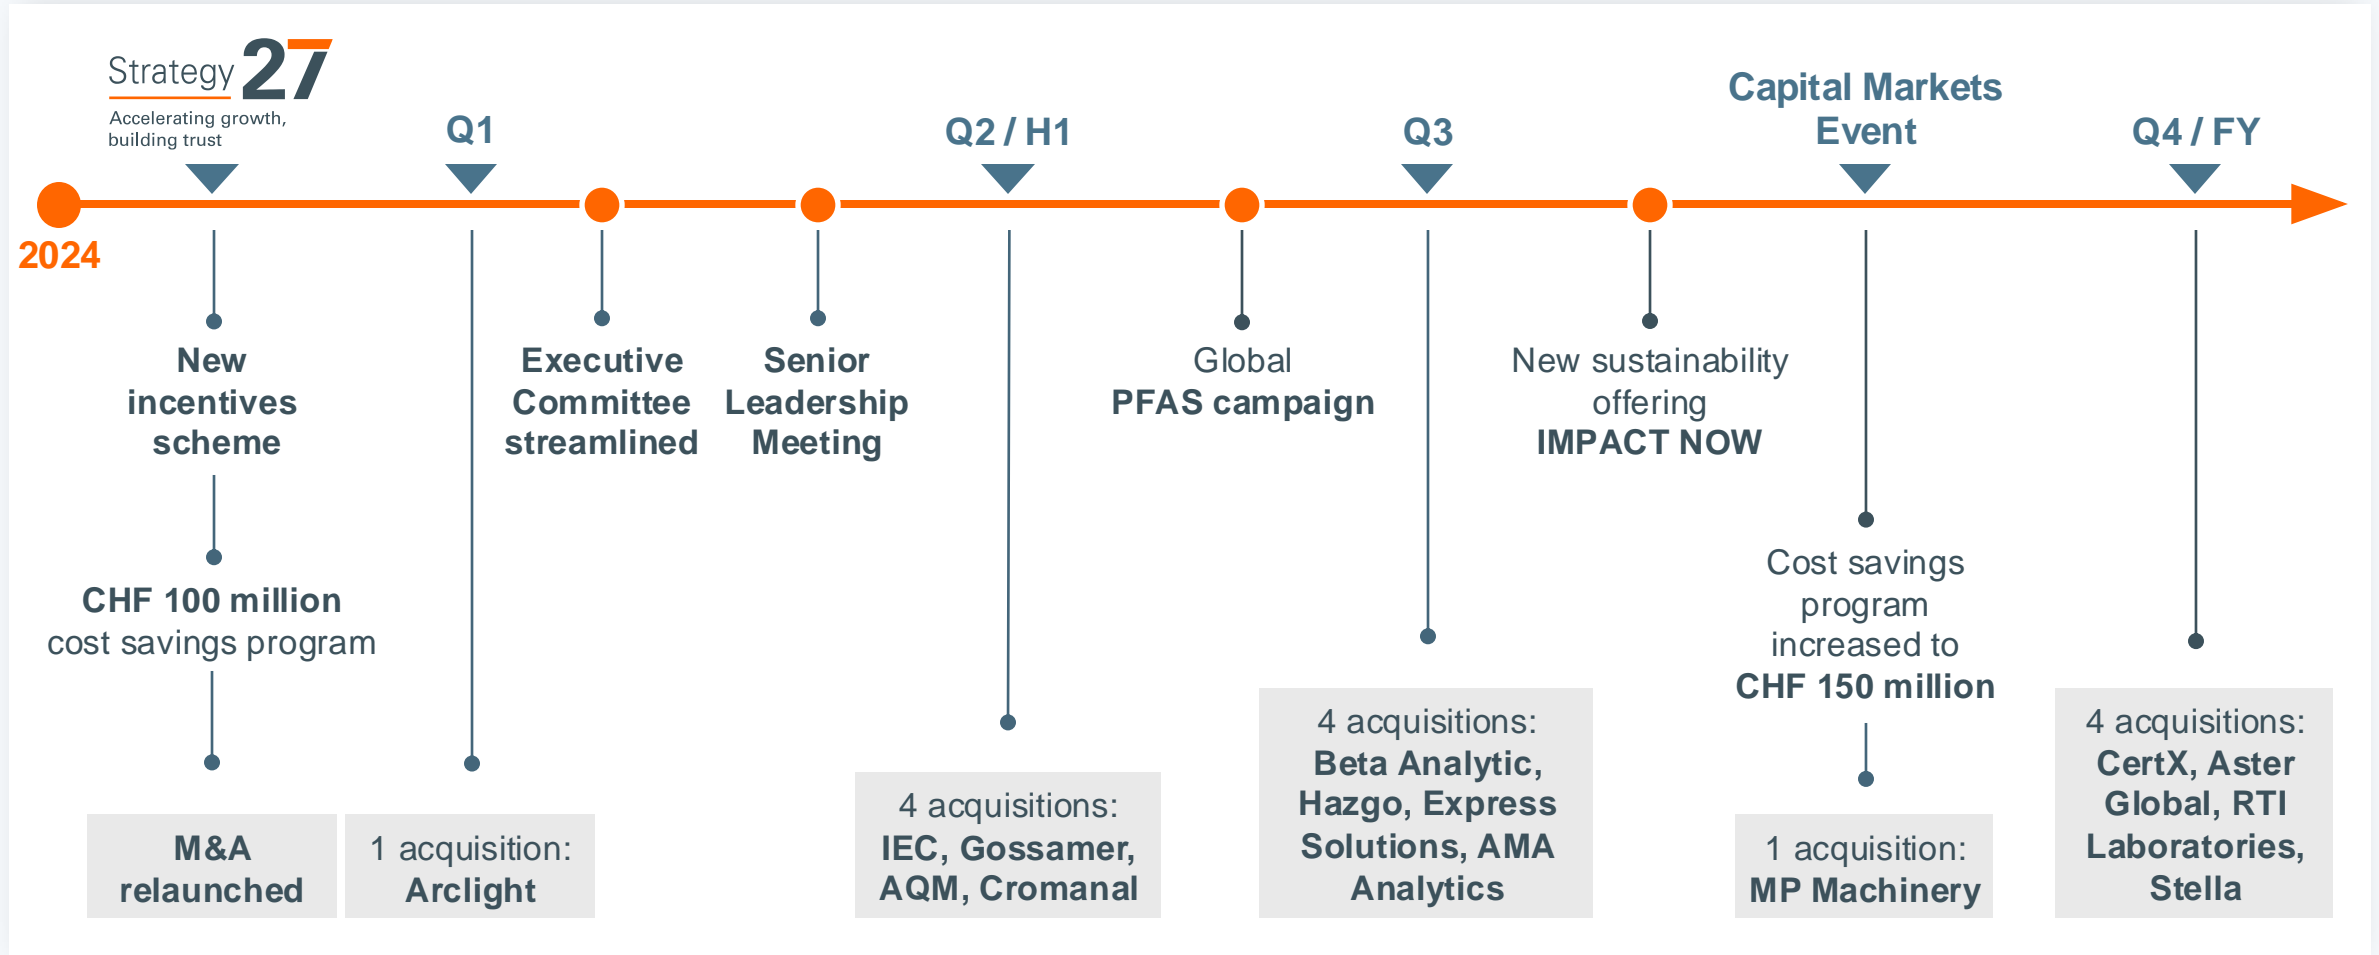 Strategy 27
Accelerating growth,
building trust
Q1
Q2 / H1
Q3
Capital Markets
Event
Q4 / FY
2024
New
incentives
scheme
CHF 100 million
cost savings program
M&A
relaunched
1 acquisition:
Arclight
Executive
Committee
streamlined
Senior
Leadership
Meeting
4 acquisitions:
IEC, Gossamer,
AQM, Cromanal
Global
PFAS campaign
4 acquisitions:
Beta Analytic,
Hazgo, Express
Solutions, AMA
Analytics
New sustainability
offering
IMPACT NOW
Cost savings
program
increased to
CHF 150 million
1 acquisition:
MP Machinery
4 acquisitions:
CertX, Aster
Global, RTI
Laboratories,
Stella